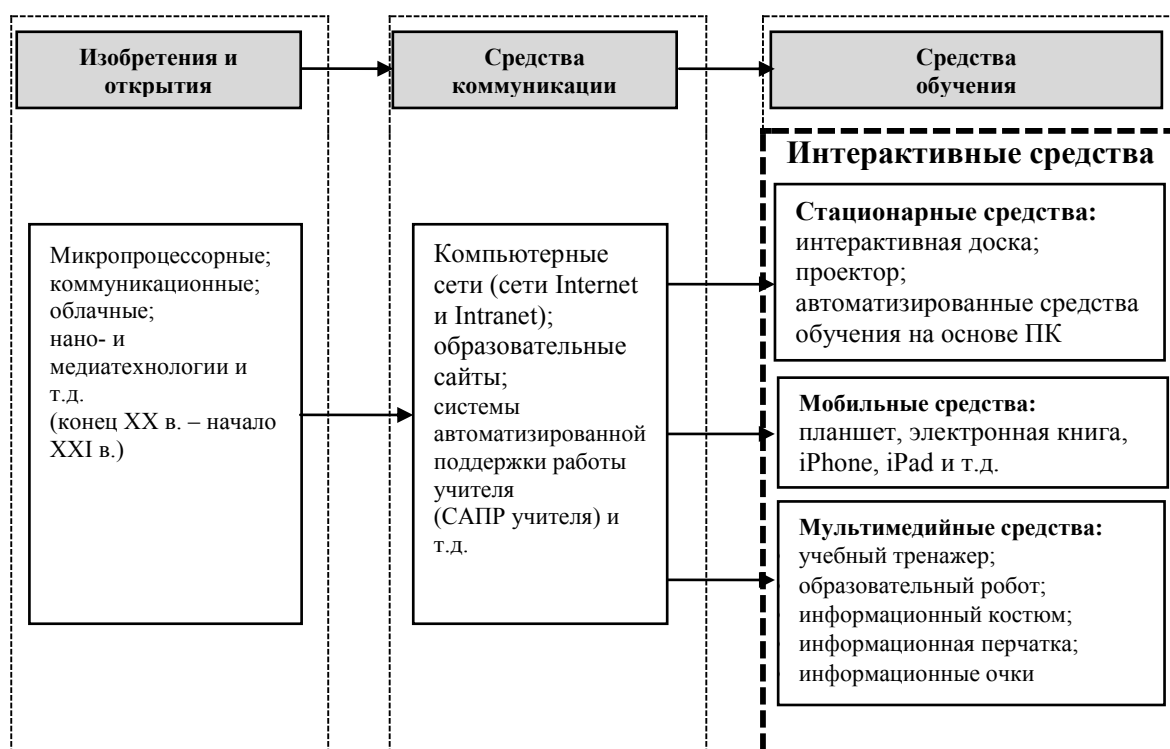 Изобретения и
открытия
Средства
коммуникации
Средства
обучения
Микропроцессорные;
коммуникационные;
облачные;
нано- и
медиатехнологии и
т.д.
(конец XX в. – начало
XXI в.)
Компьютерные
сети (сети Internet
и Intranet);
образовательные
сайты;
системы
автоматизированной
поддержки работы
учителя
(САПР учителя) и
т.д.
Интерактивные средства
Стационарные средства:
интерактивная доска;
проектор;
автоматизированные средства
обучения на основе ПК
Мобильные средства:
планшет, электронная книга,
iPhone, iPad и т.д.
Мультимедийные средства:
учебный тренажер;
образовательный робот;
информационный костюм;
информационная перчатка;
информационные очки